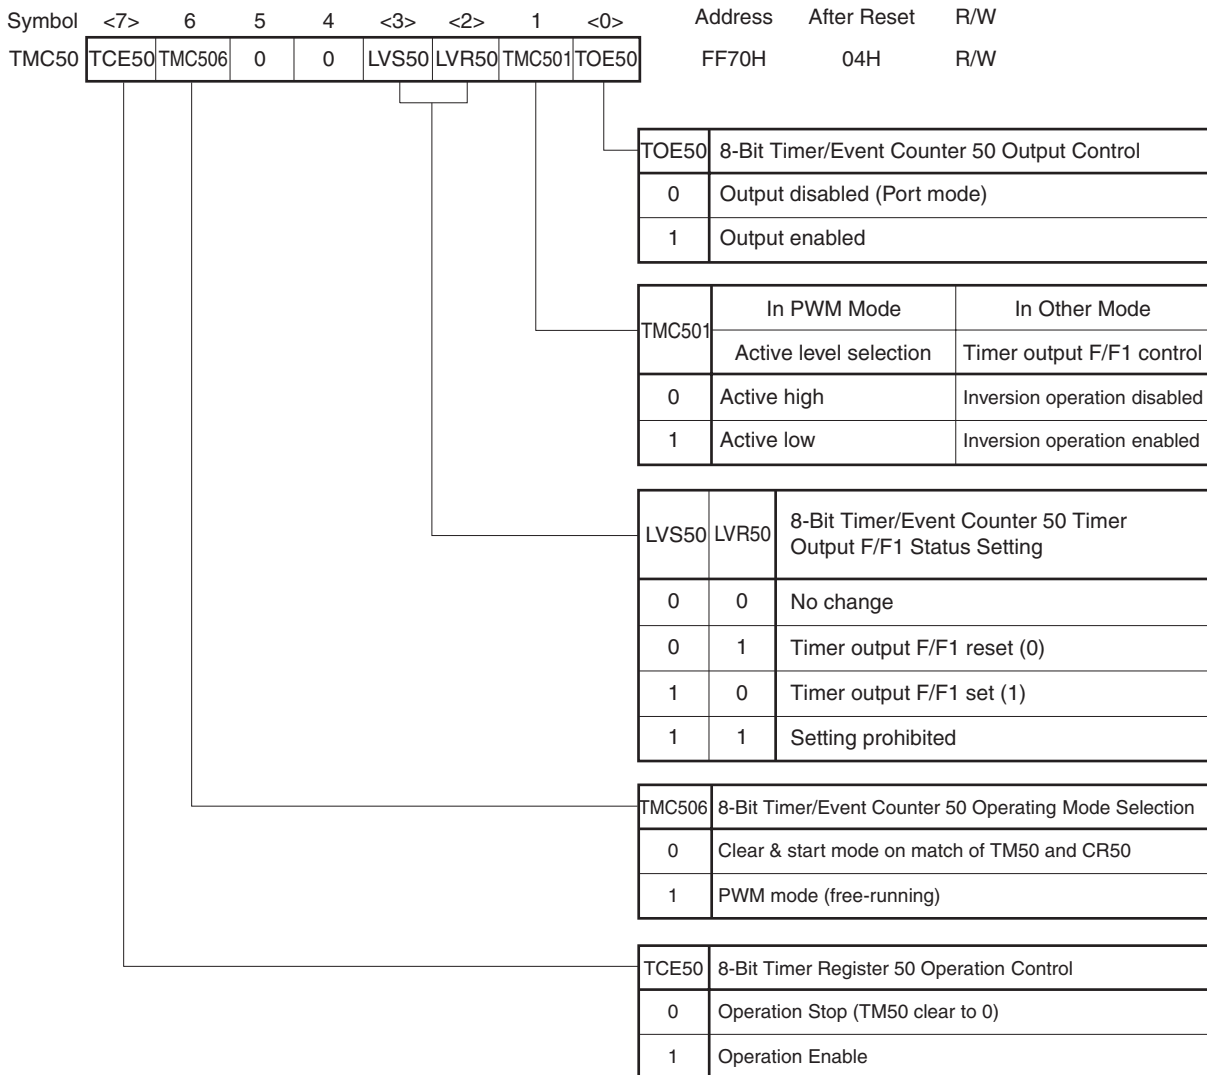 Symbol <7> 6 5 4 <3> <2> 1 <0> Address After Reset R/W
TMC50 TCE50 TMC506 0 0 LVS50 LVR50 TMC501 TOE50 FF70H 04H R/W
TOE50 8-Bit Timer/Event Counter 50 Output Control
0 Output disabled (Port mode)
1 Output enabled
TMC501 In PWM Mode In Other Mode
Active level selection Timer output F/F1 control
0 Active high Inversion operation disabled
1 Active low Inversion operation enabled
LVS50 LVR50 8-Bit Timer/Event Counter 50 Timer
Output F/F1 Status Setting
0 0 No change
0 1 Timer output F/F1 reset (0)
1 0 Timer output F/F1 set (1)
1 1 Setting prohibited
TMC506 8-Bit Timer/Event Counter 50 Operating Mode Selection
0 Clear & start mode on match of TM50 and CR50
1 PWM mode (free-running)
TCE50 8-Bit Timer Register 50 Operation Control
0 Operation Stop (TM50 clear to 0)
1 Operation Enable